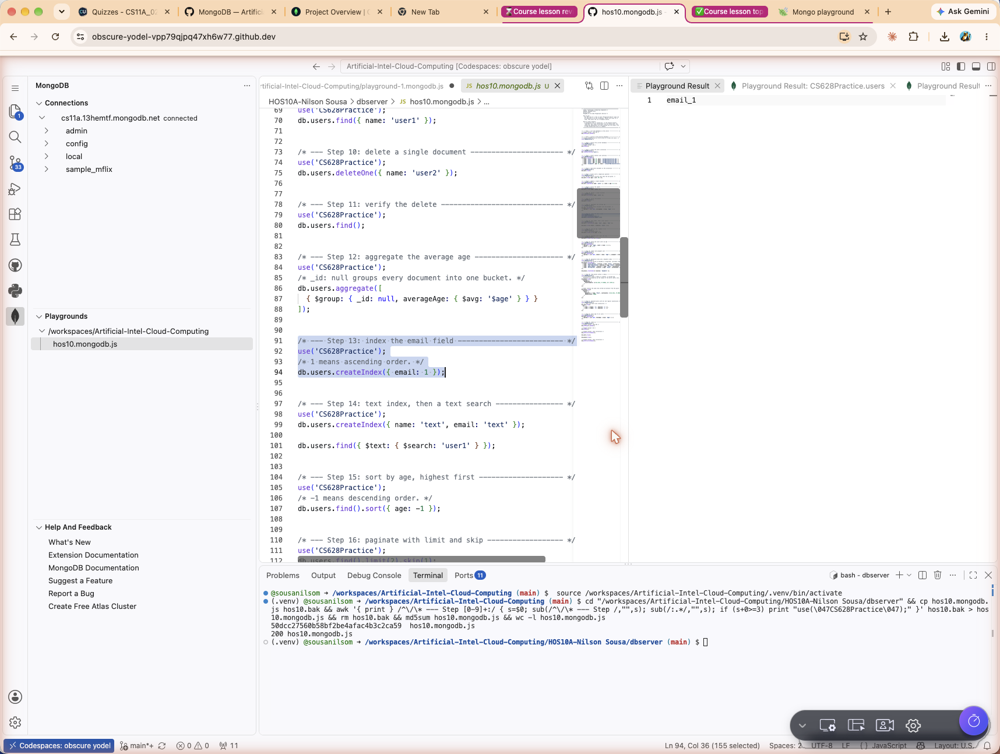 Quizzes - CS11A_02
MongoDB — Artific
Project Overview |
New Tab
⌛Course lesson rev
hos10.mongodb.js -
✅Course lesson top
Mongo playground
Ask Gemini
obscure-yodel-vpp79qjpq47xh6w77.github.dev
Artificial-Intel-Cloud-Computing [Codespaces: obscure yodel]
MongoDB
Connections
cs11a.13hemtf.mongodb.net connected
admin
config
local
sample_mflix
1
33
Playgrounds
/workspaces/Artificial-Intel-Cloud-Computing
hos10.mongodb.js
Help And Feedback
What's New
Extension Documentation
MongoDB Documentation
Suggest a Feature
Report a Bug
Create Free Atlas Cluster
rtificial-Intel-Cloud-Computing/playground-1.mongodb.js
JS hos10.mongodb.js U
HOS10A-Nilson Sousa > dbserver > JS hos10.mongodb.js > ...
69 use('CS628Practice');
70 db.users.find({ name: 'user1' });
71
72
73 /* --- Step 10: delete a single document ---------------------- */
74 use('CS628Practice');
75 db.users.deleteOne({ name: 'user2' });
76
77
78 /* --- Step 11: verify the delete ----------------------------- */
79 use('CS628Practice');
80 db.users.find();
81
82
83 /* --- Step 12: aggregate the average age --------------------- */
84 use('CS628Practice');
85 /* _id: null groups every document into one bucket. */
86 db.users.aggregate([
87 { $group: { _id: null, averageAge: { $avg: '$age' } } }
88 ]);
89
90
91 /* --- Step 13: index the email field ------------------------- */
92 use('CS628Practice');
93 /* 1 means ascending order. */
94 db.users.createIndex({ email: 1 });
95
96
97 /* --- Step 14: text index, then a text search ---------------- */
98 use('CS628Practice');
99 db.users.createIndex({ name: 'text', email: 'text' });
100
101 db.users.find({ $text: { $search: 'user1' } });
102
103
104 /* --- Step 15: sort by age, highest first -------------------- */
105 use('CS628Practice');
106 /* -1 means descending order. */
107 db.users.find().sort({ age: -1 });
108
109
110 /* --- Step 16: paginate with limit and skip ------------------ */
111 use('CS628Practice');
112 db.users.find().limit(2).skip(1);
Playground Result
Playground Result: CS628Practice.users
Playground Result
1 email_1
Problems
Output
Debug Console
Terminal
Ports 11
bash - dbserver
@sousanilsom → /workspaces/Artificial-Intel-Cloud-Computing (main) $ source /workspaces/Artificial-Intel-Cloud-Computing/.venv/bin/activate
(.venv) @sousanilsom → /workspaces/Artificial-Intel-Cloud-Computing (main) $ cd "/workspaces/Artificial-Intel-Cloud-Computing/HOS10A-Nilson Sousa/dbserver" && cp hos10.mongodb.
js hos10.bak && awk '{ print } /^\/\* --- Step [0-9]+:/ { s=$0; sub(/^\/\* --- Step /,"",s); sub(/:.*/,"",s); if (s+0>=3) print "use(\047CS628Practice\047);" }' hos10.bak > hos
10.mongodb.js && rm hos10.bak && md5sum hos10.mongodb.js && wc -l hos10.mongodb.js
50dcc27560b58bf2be4afac4b3c2ca59 hos10.mongodb.js
200 hos10.mongodb.js
(.venv) @sousanilsom → /workspaces/Artificial-Intel-Cloud-Computing/HOS10A-Nilson Sousa/dbserver (main) $
Codespaces: obscure yodel
main*+
0
0
11
Ln 94, Col 36 (155 selected)
Spaces: 2
UTF-8
LF
{ } JavaScript
Layout: U.S.